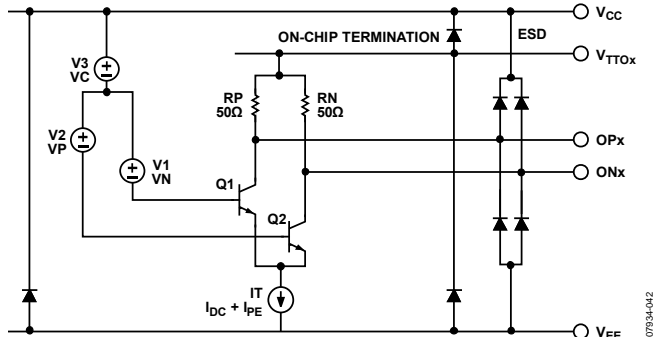 VCC
ON-CHIP TERMINATION
ESD
VTTOx
V3
VC
RP
50Ω
RN
50Ω
V2
VP
OPx
V1
VN
ONx
Q1
Q2
IT
IDC + IPE
VEE
07934-042